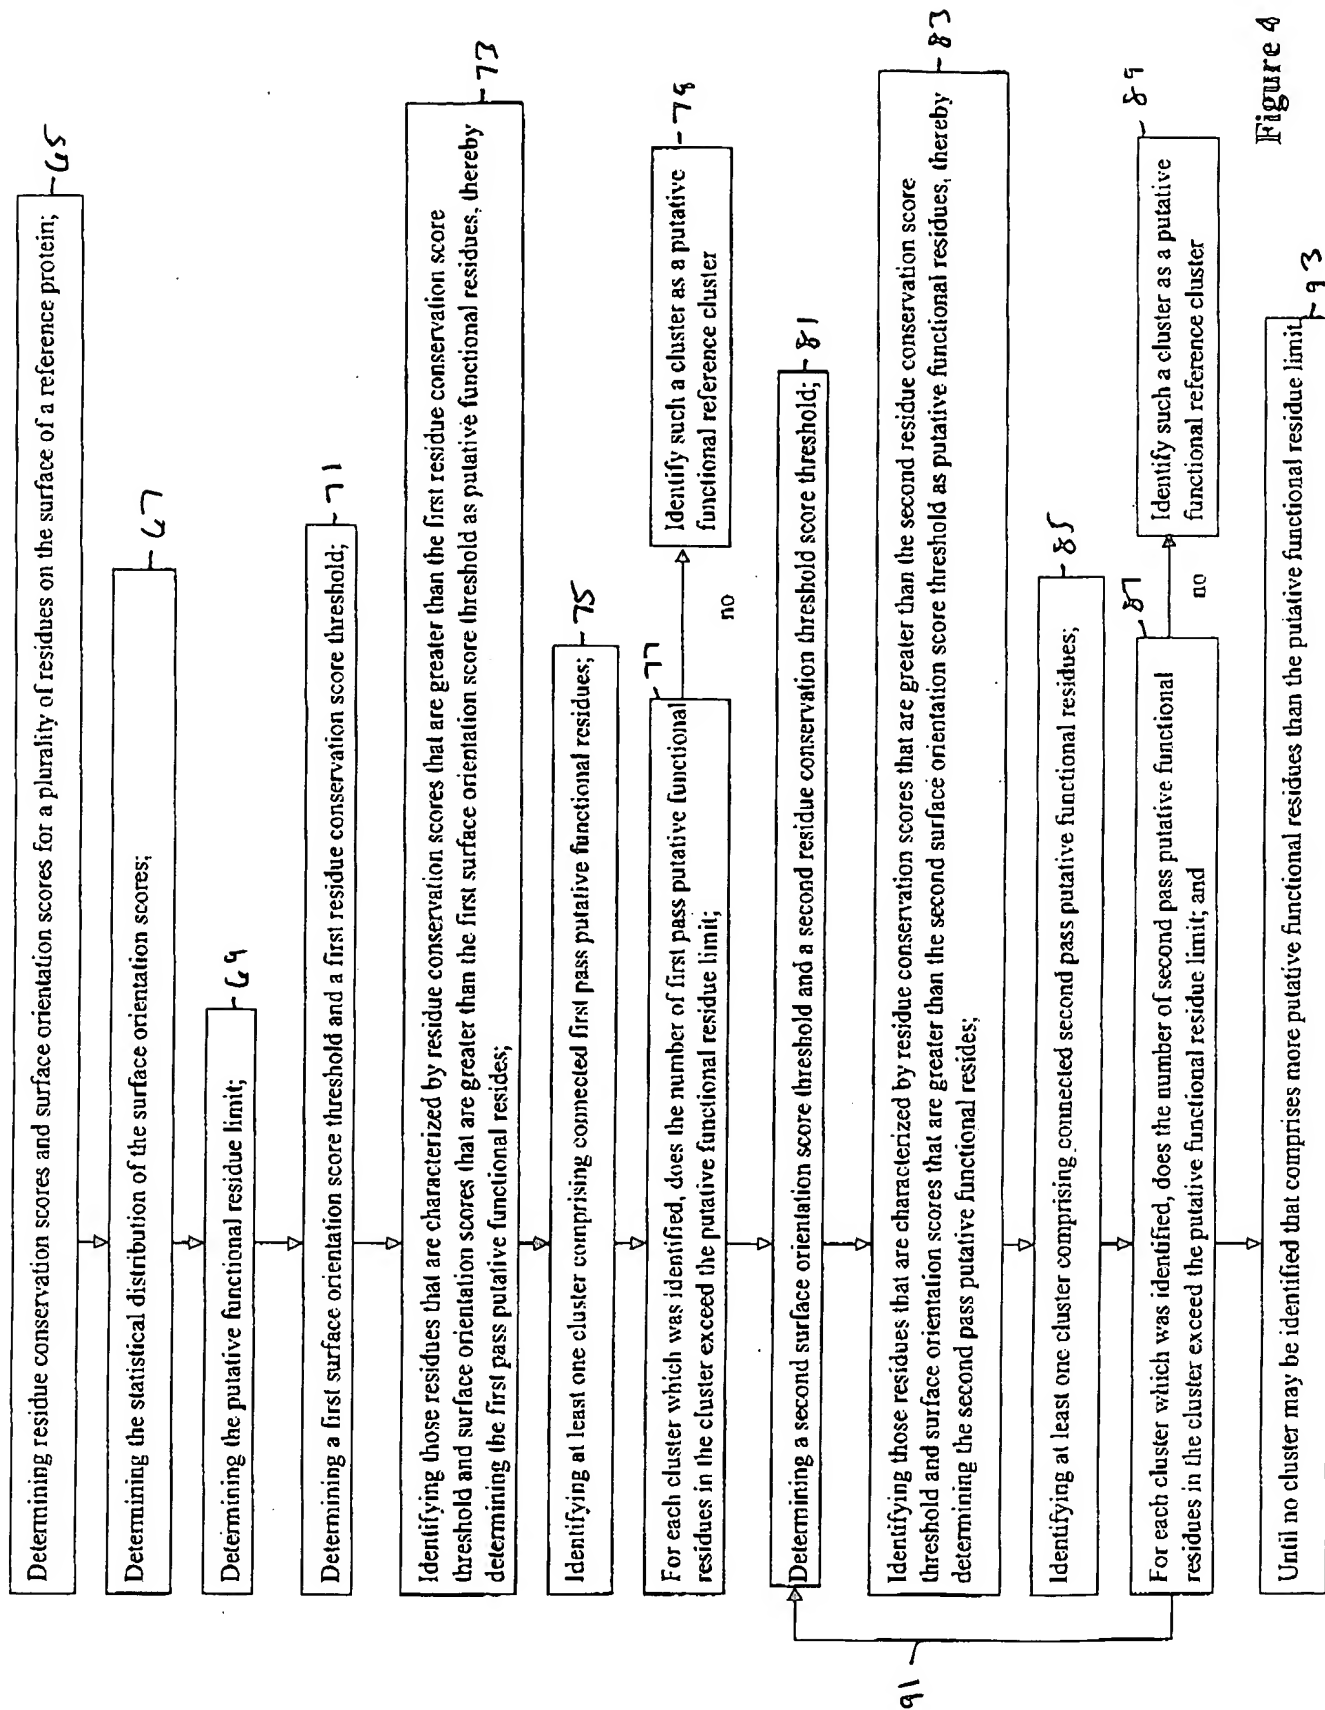 Determining residue conservation scores and surface orientation scores for a plurality of residues on the surface of a reference protein;
65
Determining the statistical distribution of the surface orientation scores;
67
Determining the putative functional residue limit;
69
Determining a first surface orientation score threshold and a first residue conservation score threshold;
71
Identifying those residues that are characterized by residue conservation scores that are greater than the first residue conservation score
threshold and surface orientation scores that are greater than the first surface orientation score threshold as putative functional residues, thereby
determining the first pass putative functional resides;
73
Identifying at least one cluster comprising connected first pass putative functional residues;
75
For each cluster which was identified, does the number of first pass putative functional
residues in the cluster exceed the putative functional residue limit;
77
no
Identify such a cluster as a putative
functional reference cluster
79
Determining a second surface orientation score threshold and a second residue conservation threshold score threshold;
81
Identifying those residues that are characterized by residue conservation scores that are greater than the second residue conservation score
threshold and surface orientation scores that are greater than the second surface orientation score threshold as putative functional residues, thereby
determining the second pass putative functional resides;
83
Identifying at least one cluster comprising connected second pass putative functional residues;
85
For each cluster which was identified, does the number of second pass putative functional
residues in the cluster exceed the putative functional residue limit; and
87
no
Identify such a cluster as a putative
functional reference cluster
89
91
Until no cluster may be identified that comprises more putative functional residues than the putative functional residue limit
93
Figure 4